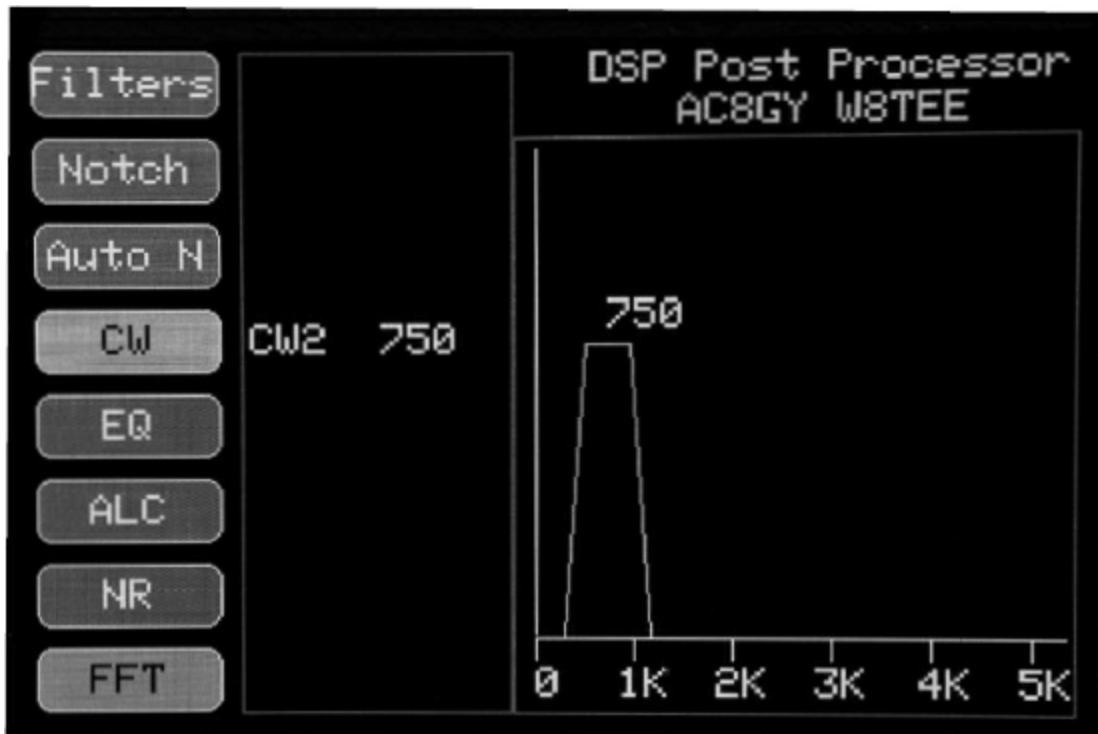 Filters
Notch
Auto N
CW
EQ
ALC
NR
FFT
CW2 750
DSP Post Processor
AC8GY W8TEE
750
0 1K 2K 3K 4K 5K